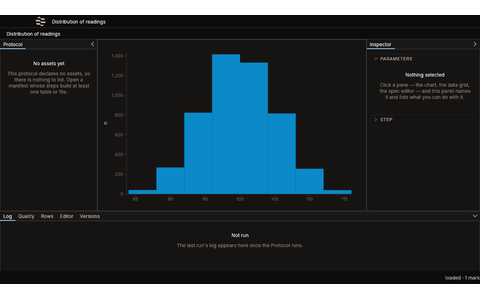 Distribution of readings
Distribution of readings
Protocol
No assets yet
This protocol declares no assets, so
there is nothing to list. Open a
manifest whose steps build at least
one table or file.
1,400
1,200
1,000
800
600
400
200
0
85
90
95
100
105
110
115
n
Inspector
PARAMETERS
Nothing selected
Click a pane — the chart, the data grid,
the spec editor — and this panel names
it and lists what you can do with it.
STEP
Log Quality Rows Editor Versions
Not run
The last run's log appears here once the Protocol runs.
loaded · 1 mark